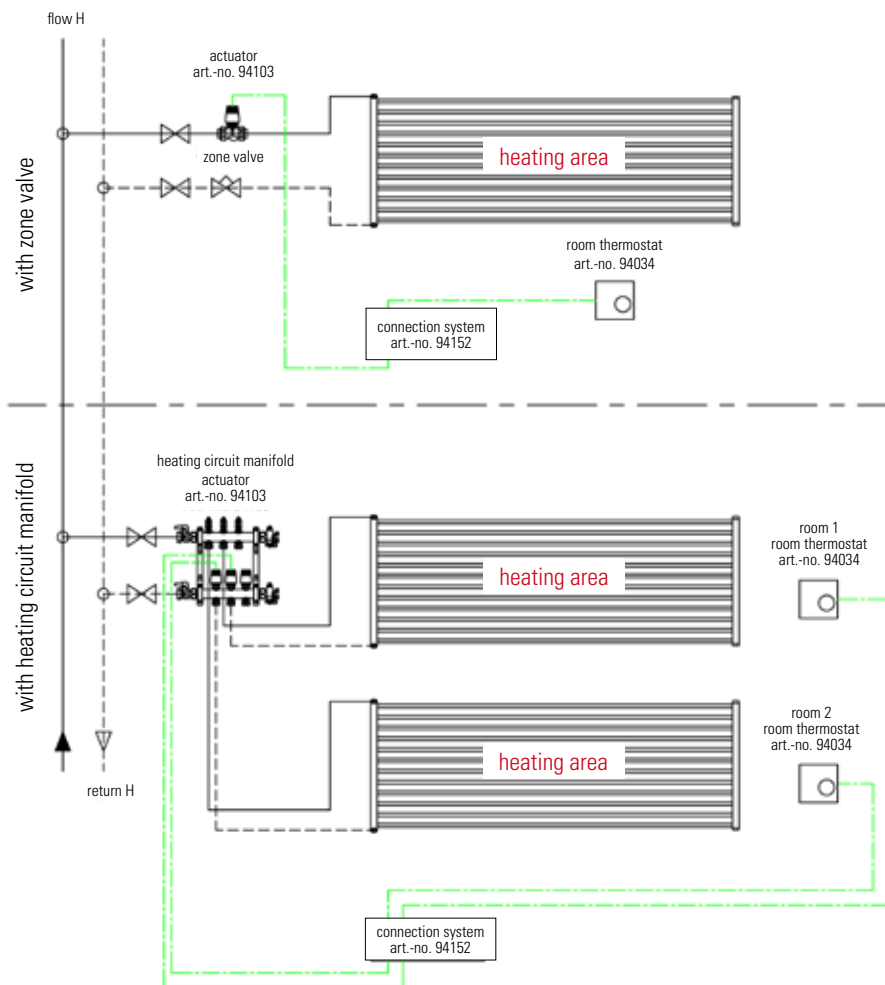 flow H
actuator
art.-no. 94103
zone valve
heating area
with zone valve
room thermostat
art.-no. 94034
connection system
art.-no. 94152
heating circuit manifold
actuator
art.-no. 94103
with heating circuit manifold
heating area
room 1
room thermostat
art.-no. 94034
heating area
room 2
room thermostat
art.-no. 94034
return H
connection system
art.-no. 94152